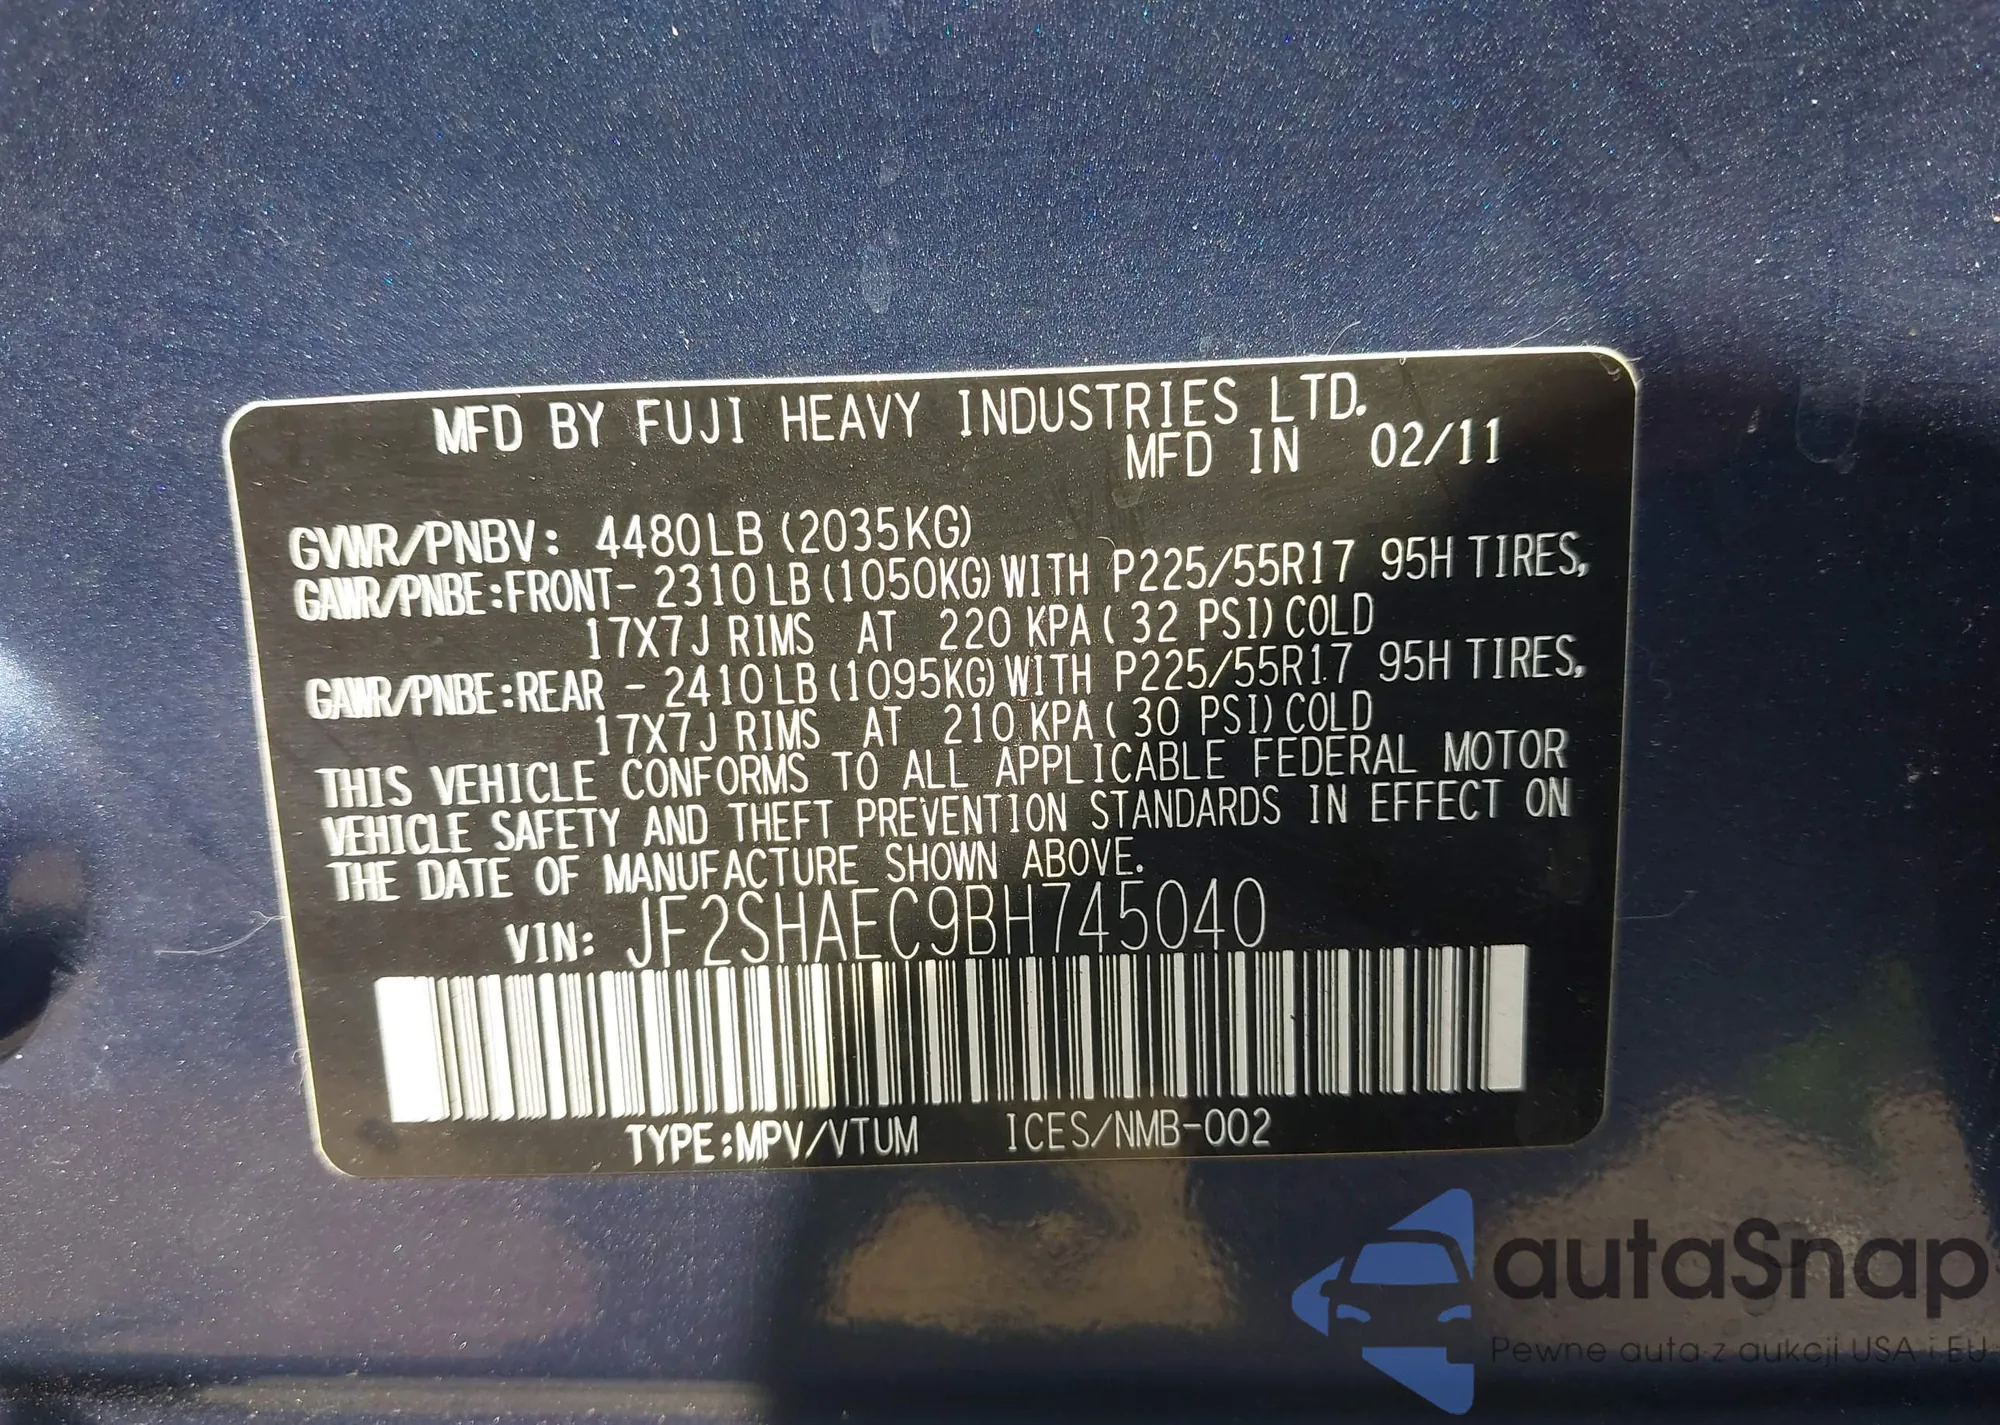 MFD BY FUJI HEAVY INDUSTRIES LTD.
MFD IN 02/11
GVWR/PNBV: 4480LB (2035KG)
GAWR/PNBE:FRONT- 2310LB(1050KG)WITH P225/55R17 95H TIRES,
17X7J RIMS AT 220 KPA( 32 PSI)COLD
GAWR/PNBE:REAR - 2410LB(1095KG)WITH P225/55R17 95H TIRES,
17X7J RIMS AT 210 KPA( 30 PSI)COLD
THIS VEHICLE CONFORMS TO ALL APPLICABLE FEDERAL MOTOR
VEHICLE SAFETY AND THEFT PREVENTION STANDARDS IN EFFECT ON
THE DATE OF MANUFACTURE SHOWN ABOVE.
VIN: JF2SHAEC9BH745040
TYPE:MPV/VTUM ICES/NMB-002
autaSnap
Pewne auta z aukcji USA i EU